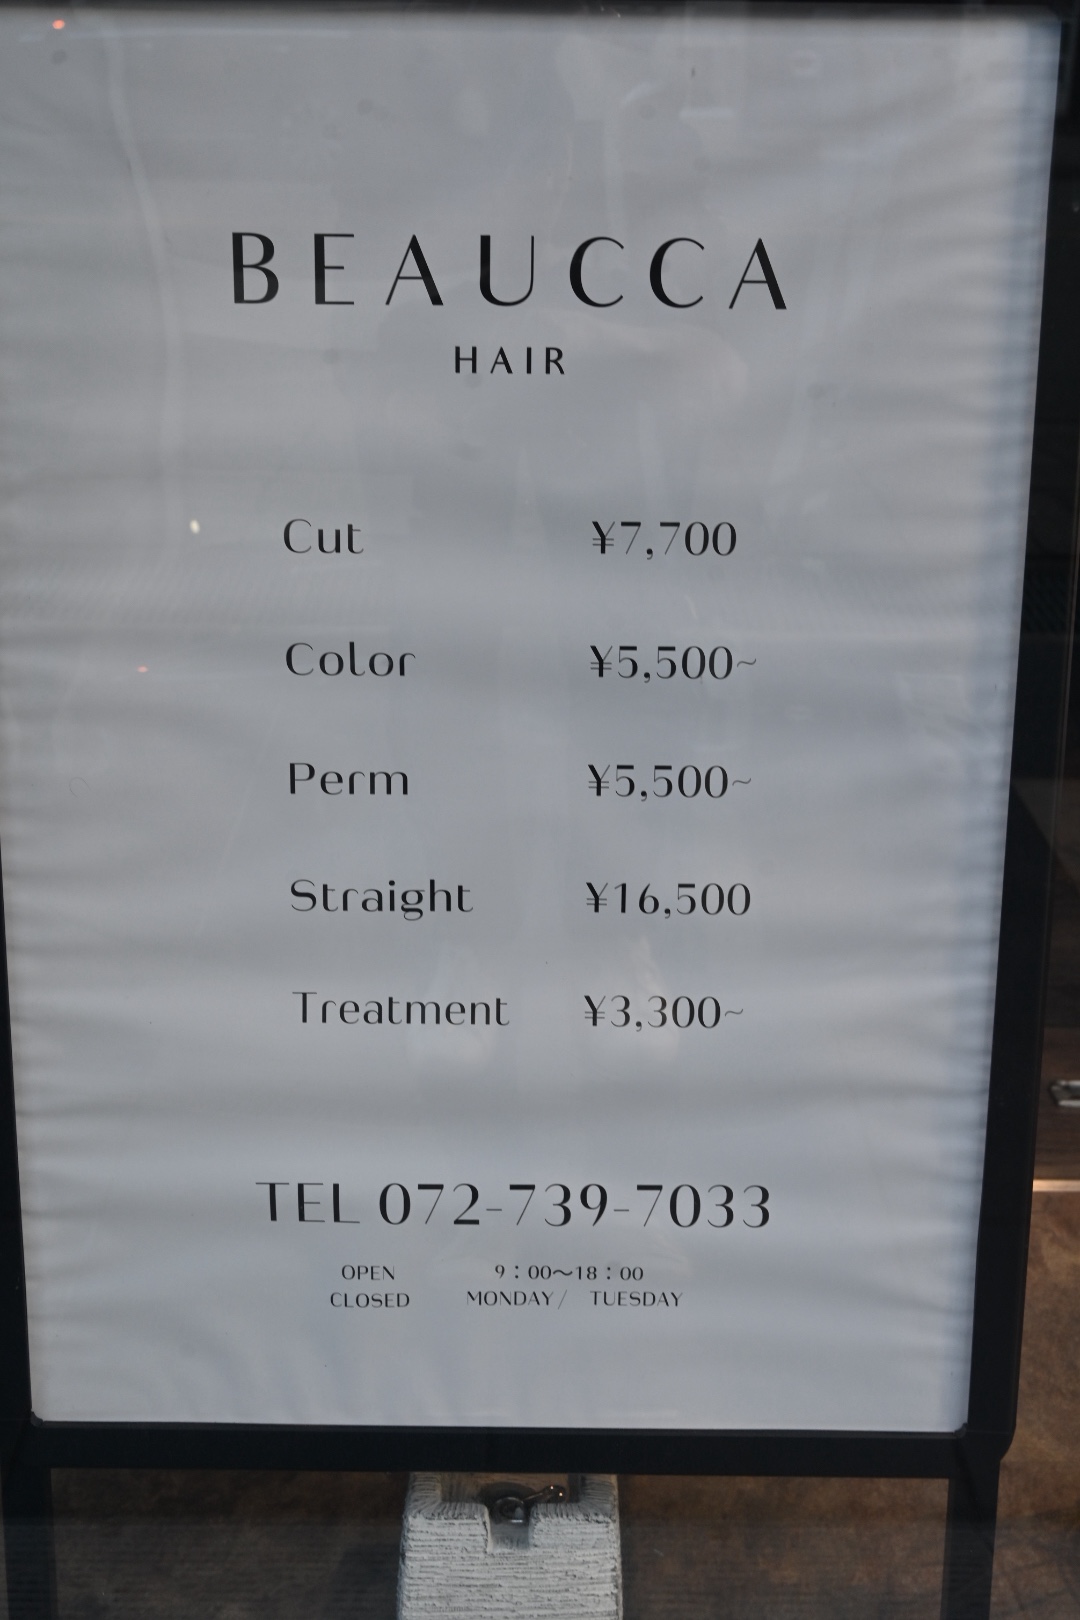 BEAUCCA
HAIR
Cut ¥7,700
Color ¥5,500~
Perm ¥5,500~
Straight ¥16,500
Treatment ¥3,300~
TEL 072-739-7033
OPEN 9：00〜18：00
CLOSED MONDAY/ TUESDAY